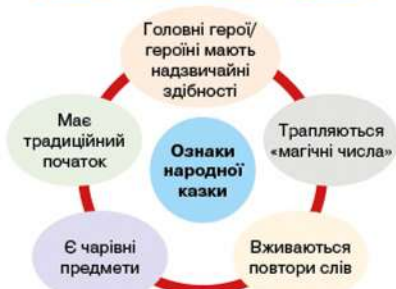 Головні герої/
героїні мають
надзвичайні
здібності
Має
традиційний
початок
Трапляються
«магічні числа»
Ознаки
народної
казки
Є чарівні
предмети
Вживаються
повтори слів